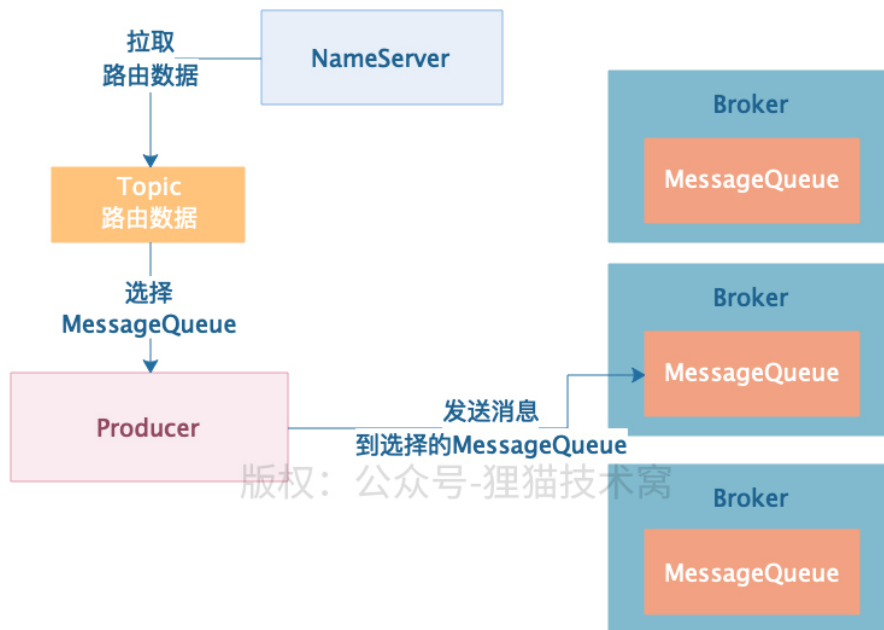 拉取
路由数据
NameServer
Topic
路由数据
选择
MessageQueue
Producer
发送消息
到选择的MessageQueue
Broker
MessageQueue
Broker
MessageQueue
Broker
MessageQueue
版权：公众号-狸猫技术窝